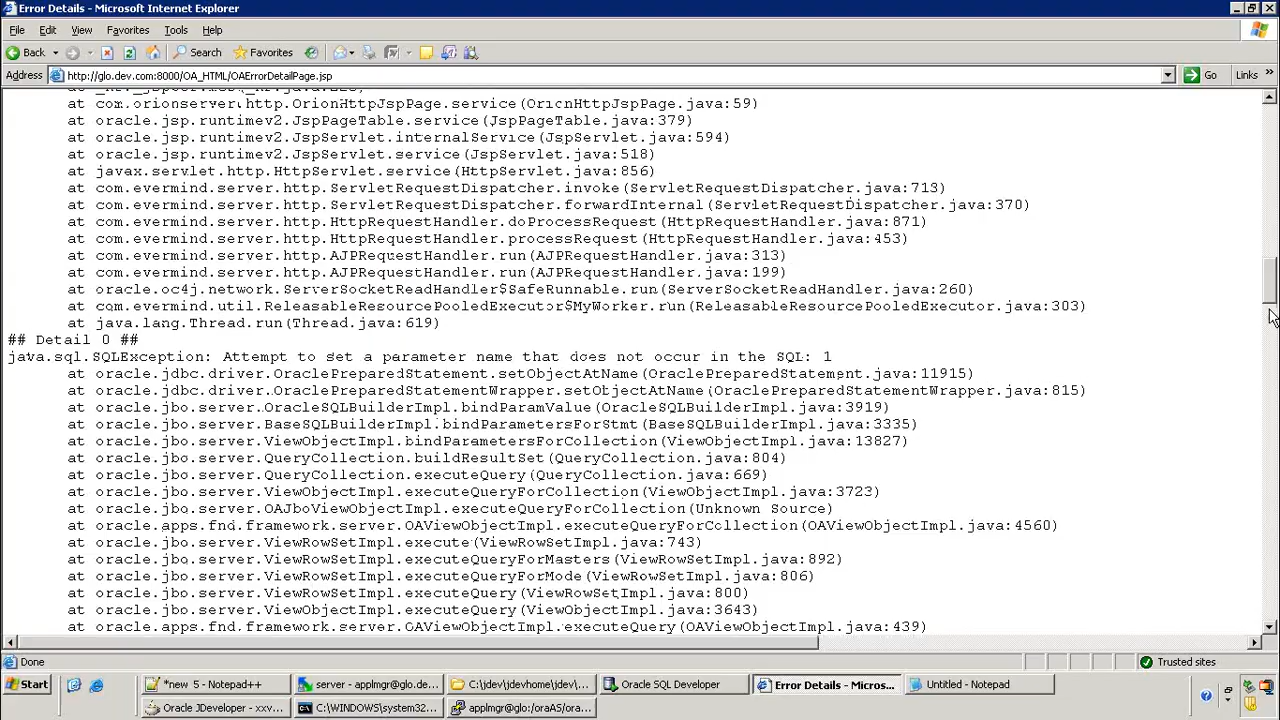 Error Details - Microsoft Internet Explorer
File Edit View Favorites Tools Help
Back Search Favorites
Address http://glo.dev.com:8000/OA_HTML/OAErrorDetailPage.jsp Go Links »
at com.orionserver.http.OrionHttpJspPage.service(OrionHttpJspPage.java:59)
at oracle.jsp.runtimev2.JspPageTable.service(JspPageTable.java:379)
at oracle.jsp.runtimev2.JspServlet.internalService(JspServlet.java:594)
at oracle.jsp.runtimev2.JspServlet.service(JspServlet.java:518)
at javax.servlet.http.HttpServlet.service(HttpServlet.java:856)
at com.evermind.server.http.ServletRequestDispatcher.invoke(ServletRequestDispatcher.java:713)
at com.evermind.server.http.ServletRequestDispatcher.forwardInternal(ServletRequestDispatcher.java:370)
at com.evermind.server.http.HttpRequestHandler.doProcessRequest(HttpRequestHandler.java:871)
at com.evermind.server.http.HttpRequestHandler.processRequest(HttpRequestHandler.java:453)
at com.evermind.server.http.AJPRequestHandler.run(AJPRequestHandler.java:313)
at com.evermind.server.http.AJPRequestHandler.run(AJPRequestHandler.java:199)
at oracle.oc4j.network.ServerSocketReadHandler$SafeRunnable.run(ServerSocketReadHandler.java:260)
at com.evermind.util.ReleasableResourcePooledExecutor$MyWorker.run(ReleasableResourcePooledExecutor.java:303)
at java.lang.Thread.run(Thread.java:619)
## Detail 0 ##
java.sql.SQLException: Attempt to set a parameter name that does not occur in the SQL: 1
at oracle.jdbc.driver.OraclePreparedStatement.setObjectAtName(OraclePreparedStatement.java:11915)
at oracle.jdbc.driver.OraclePreparedStatementWrapper.setObjectAtName(OraclePreparedStatementWrapper.java:815)
at oracle.jbo.server.OracleSQLBuilderImpl.bindParamValue(OracleSQLBuilderImpl.java:3919)
at oracle.jbo.server.BaseSQLBuilderImpl.bindParametersForStmt(BaseSQLBuilderImpl.java:3335)
at oracle.jbo.server.ViewObjectImpl.bindParametersForCollection(ViewObjectImpl.java:13827)
at oracle.jbo.server.QueryCollection.buildResultSet(QueryCollection.java:804)
at oracle.jbo.server.QueryCollection.executeQuery(QueryCollection.java:669)
at oracle.jbo.server.ViewObjectImpl.executeQueryForCollection(ViewObjectImpl.java:3723)
at oracle.jbo.server.OAJboViewObjectImpl.executeQueryForCollection(Unknown Source)
at oracle.apps.fnd.framework.server.OAViewObjectImpl.executeQueryForCollection(OAViewObjectImpl.java:4560)
at oracle.jbo.server.ViewRowSetImpl.execute(ViewRowSetImpl.java:743)
at oracle.jbo.server.ViewRowSetImpl.executeQueryForMasters(ViewRowSetImpl.java:892)
at oracle.jbo.server.ViewRowSetImpl.executeQueryForMode(ViewRowSetImpl.java:806)
at oracle.jbo.server.ViewRowSetImpl.executeQuery(ViewRowSetImpl.java:800)
at oracle.jbo.server.ViewObjectImpl.executeQuery(ViewObjectImpl.java:3643)
at oracle.apps.fnd.framework.server.OAViewObjectImpl.executeQuery(OAViewObjectImpl.java:439)
Done Trusted sites
Start *new 5 - Notepad++ server - applmgr@glo.de... C:\jdev\jdevhome\jdev\... Oracle SQL Developer Error Details - Micros... Untitled - Notepad
Oracle JDeveloper - xxv... C:\WINDOWS\system32... applmgr@glo:/oraAS/ora...